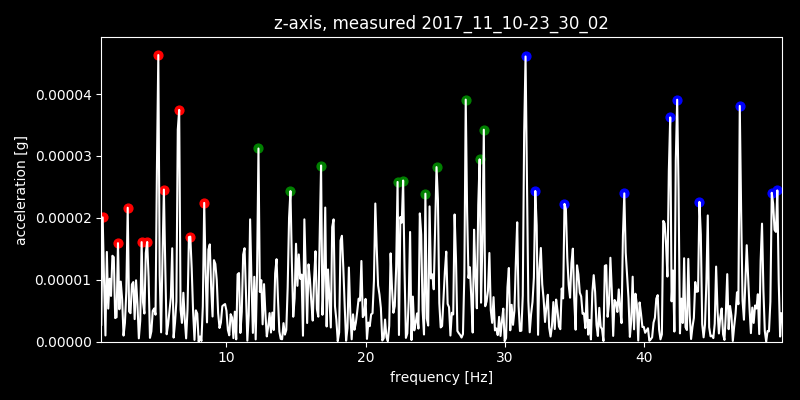 z-axis, measured 2017_11_10-23_30_02
0.00004
0.00003
0.00002
0.00001
0.00000
acceleration [g]
10 20 30 40
frequency [Hz]